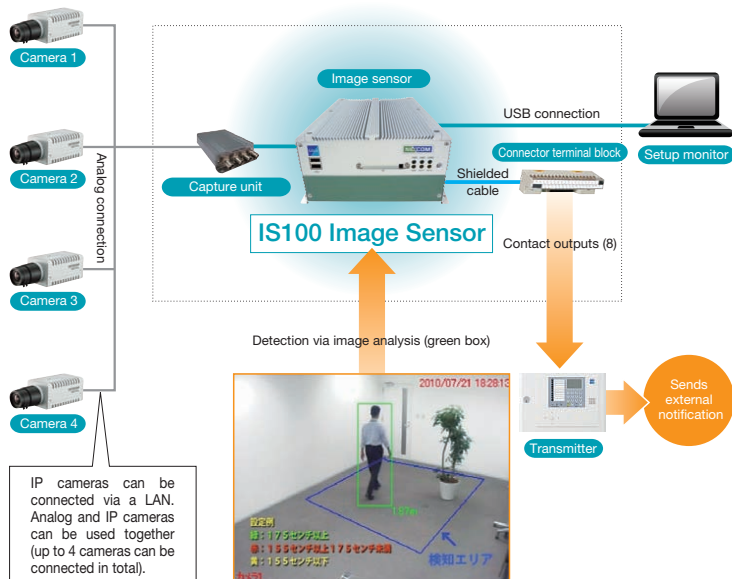 Camera 1
Camera 2
Camera 3
Camera 4
Analog connection
Image sensor
Capture unit
IS100 Image Sensor
USB connection
Connector terminal block
Shielded
cable
Setup monitor
Contact outputs (8)
Detection via image analysis (green box)
2010/07/21 18:28:13
設定例
緑：175センチ以上
赤：155センチ以上175センチ未満
黄：155センチ以下
検知エリア
カメラ1
Transmitter
Sends
external
notification
IP cameras can be
connected via a LAN.
Analog and IP cameras
can be used together
(up to 4 cameras can be
connected in total).